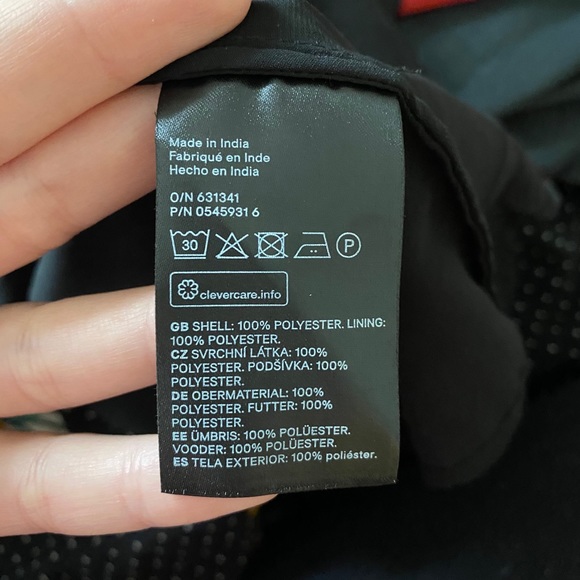 Made in India
Fabriqué en Inde
Hecho en India
O/N 631341
P/N 0545931 6
30 P
clevercare.info
GB SHELL: 100% POLYESTER. LINING:
100% POLYESTER.
CZ SVRCHNÍ LÁTKA: 100%
POLYESTER. PODŠÍVKA: 100%
POLYESTER.
DE OBERMATERIAL: 100%
POLYESTER. FUTTER: 100%
POLYESTER.
EE ÜMBRIS: 100% POLÜESTER.
VOODER: 100% POLÜESTER.
ES TELA EXTERIOR: 100% poliéster.